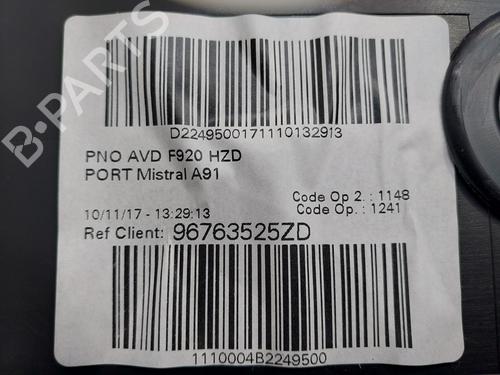 D2249500171110132913
PNO AVD F920 HZD
PORT Mistral A91
Code Op 2. : 1148
10/11/17 - 13:29:13
Code Op. : 1241
Ref Client: 96763525ZD
1110004B2249500
B-PARTS